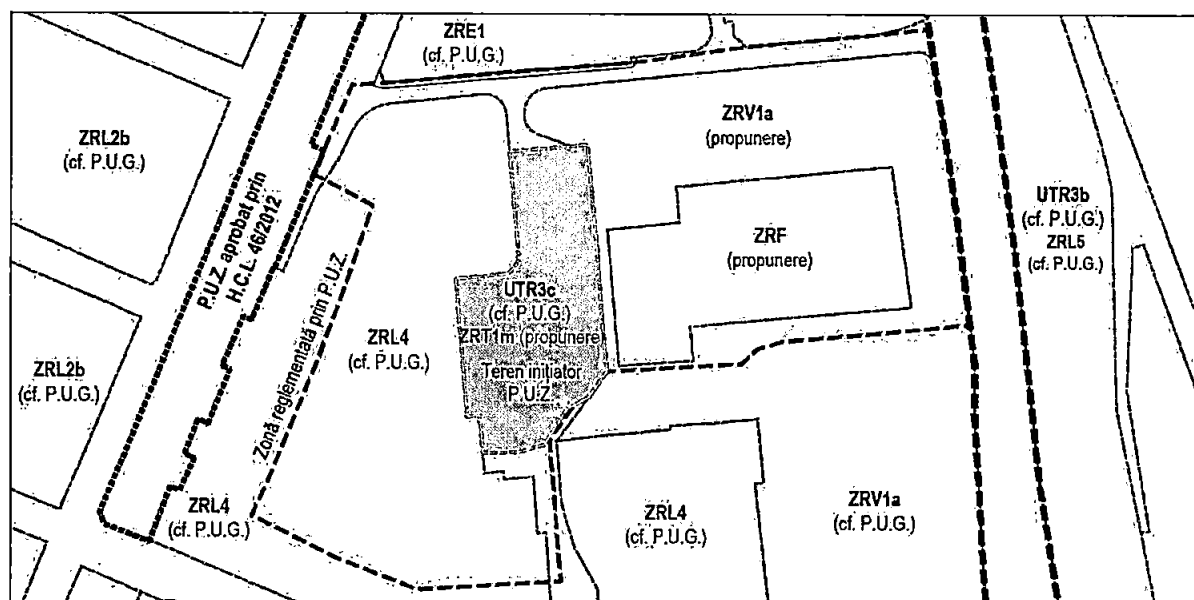 ZRE1
(cf. P.U.G.)
ZRL2b
(cf. P.U.G.)
ZRV1a
(propunere)
P.U.Z. aprobat prin
H.C.L. 46/2012
UTR3b
(cf. P.U.G.)
ZRL5
(cf. P.U.G.)
ZRF
(propunere)
Zonă reglementată prin P.U.Z.
UTR3c
(cf. P.U.G.)
ZRT1m (propunere)
Teren initiator
P.U.Z.
ZRL4
(cf. P.U.G.)
ZRL2b
(cf. P.U.G.)
ZRL4
(cf. P.U.G.)
ZRL4
(cf. P.U.G.)
ZRV1a
(cf. P.U.G.)